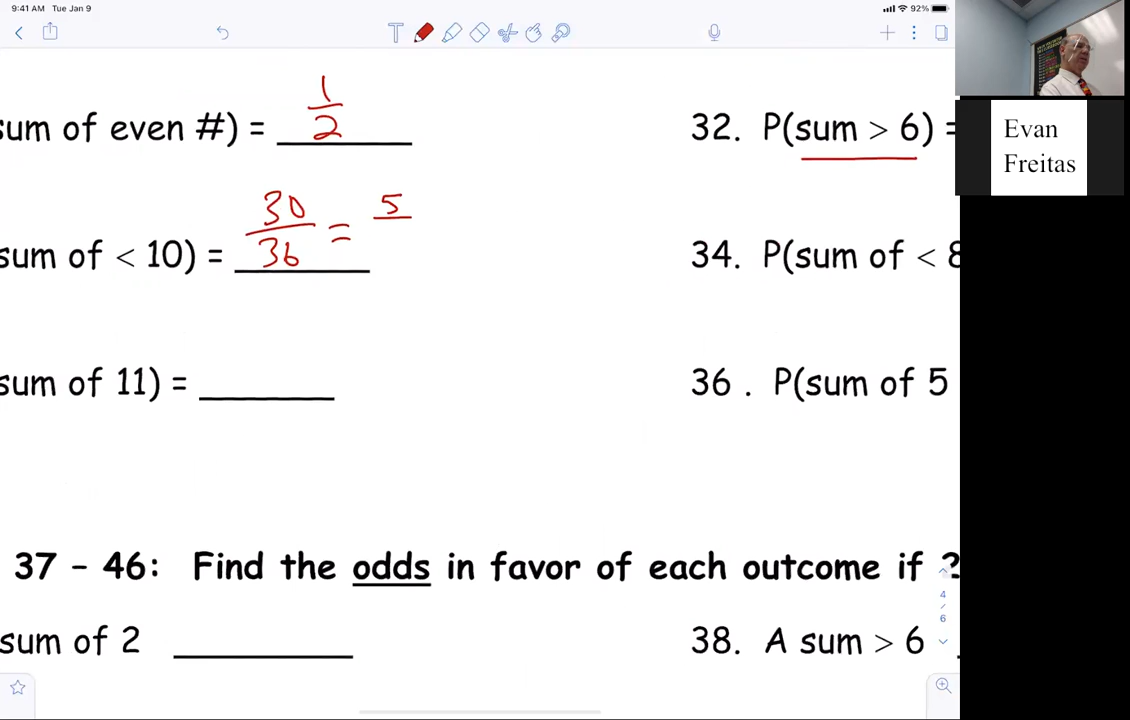 9:41 AM Tue Jan 9
92%
T
sum of even #) = 1/2
32. P(sum > 6) =
Evan
Freitas
sum of < 10) = 30/36 = 5
34. P(sum of < 8
sum of 11) =
36 . P(sum of 5
37 - 46: Find the odds in favor of each outcome if ?
4
/
6
sum of 2
38. A sum > 6